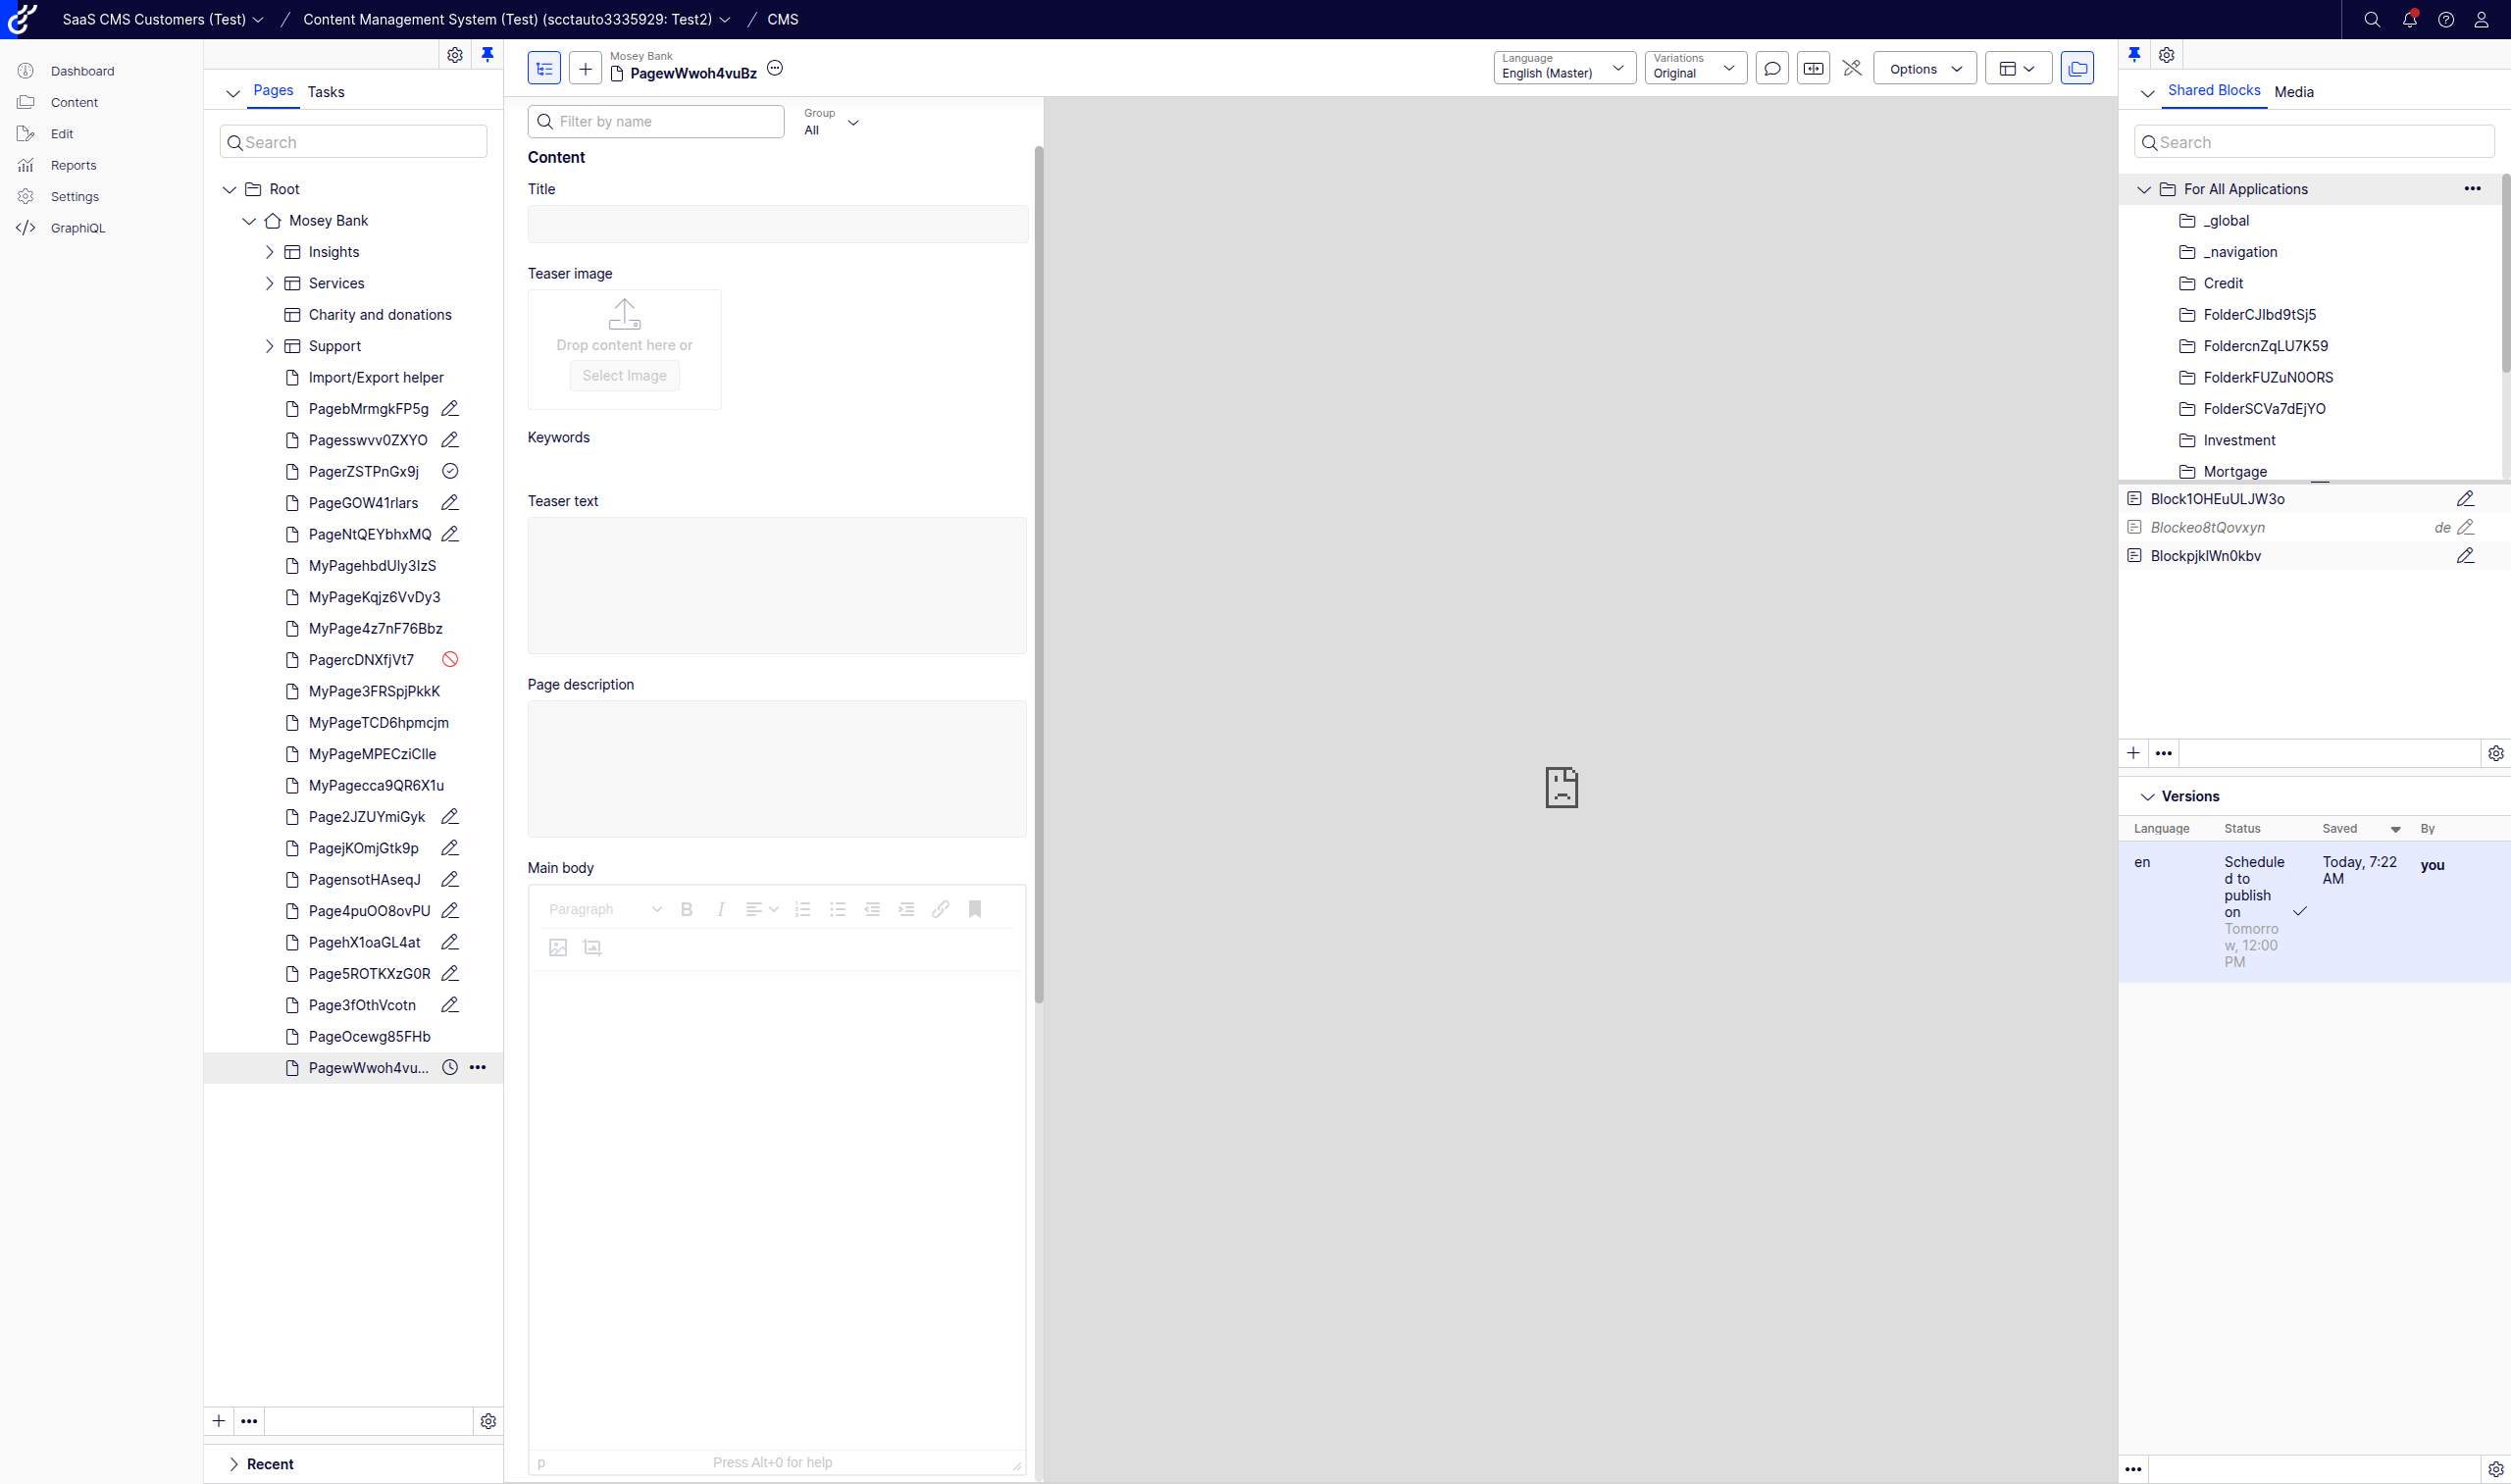 SaaS CMS Customers (Test)
Content Management System (Test) (scctauto3335929: Test2)
CMS
Dashboard
Content
Edit
Reports
Settings
GraphiQL
Pages
Tasks
Search
Root
Mosey Bank
Insights
Services
Charity and donations
Support
Import/Export helper
PagebMrmgkFP5g
Pagesswvv0ZXYO
PagerZSTPnGx9j
PageGOW41rlars
PageNtQEYbhxMQ
MyPagehbdUly3IzS
MyPageKqjz6VvDy3
MyPage4z7nF76Bbz
PagercDNXfjVt7
MyPage3FRSpjPkkK
MyPageTCD6hpmcjm
MyPageMPECziClle
MyPagecca9QR6X1u
Page2JZUYmiGyk
PagejKOmjGtk9p
PagensotHAseqJ
Page4puOO8ovPU
PagehX1oaGL4at
Page5ROTKXzG0R
Page3fOthVcotn
PageOcewg85FHb
PagewWwoh4vu...
Recent
Mosey Bank
PagewWwoh4vuBz
Language
English (Master)
Variations
Original
Options
Filter by name
Group
All
Content
Title
Teaser image
Drop content here or
Select Image
Keywords
Teaser text
Page description
Main body
Paragraph
p
Press Alt+0 for help
Shared Blocks
Media
Search
For All Applications
_global
_navigation
Credit
FolderCJIbd9tSj5
FoldercnZqLU7K59
FolderkFUZuN0ORS
FolderSCVa7dEjYO
Investment
Mortgage
Block1OHEuULJW3o
Blockeo8tQovxyn de
BlockpjklWn0kbv
Versions
Language Status Saved By
en
Schedule
d to
publish
on
Tomorro
w, 12:00
PM
Today, 7:22
AM
you